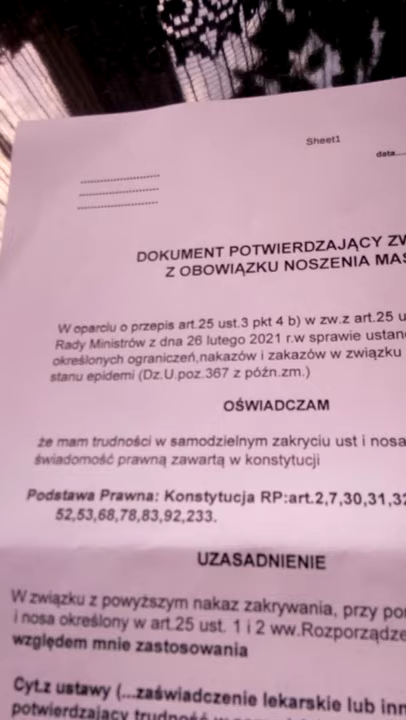 Sheet1
data....
DOKUMENT POTWIERDZAJĄCY
Z OBOWIĄZKU NOSZENIA
W oparciu o przepis art.25 ust.3 pkt 4 b) w zw.z art.25
Rady Ministrów z dnia 26 lutego 2021 r.w sprawie
określonych ograniczeń,nakazów i zakazów w związku
stanu epidemi (Dz.U.poz.367 z późn.zm.)
OŚWIADCZAM
że mam trudności w samodzielnym zakryciu ust i nosa
świadomość prawną zawartą w konstytucji
Podstawa Prawna: Konstytucja RP:art.2,7,30,31,32
52,53,68,78,83,92,233.
UZASADNIENIE
W związku z powyższym nakaz zakrywania, przy
i nosa określony w art.25 ust. 1 i 2 ww.
względem mnie zastosowania
Cyt.z ustawy (...zaświadczenie lekarskie lub
potwierdzający